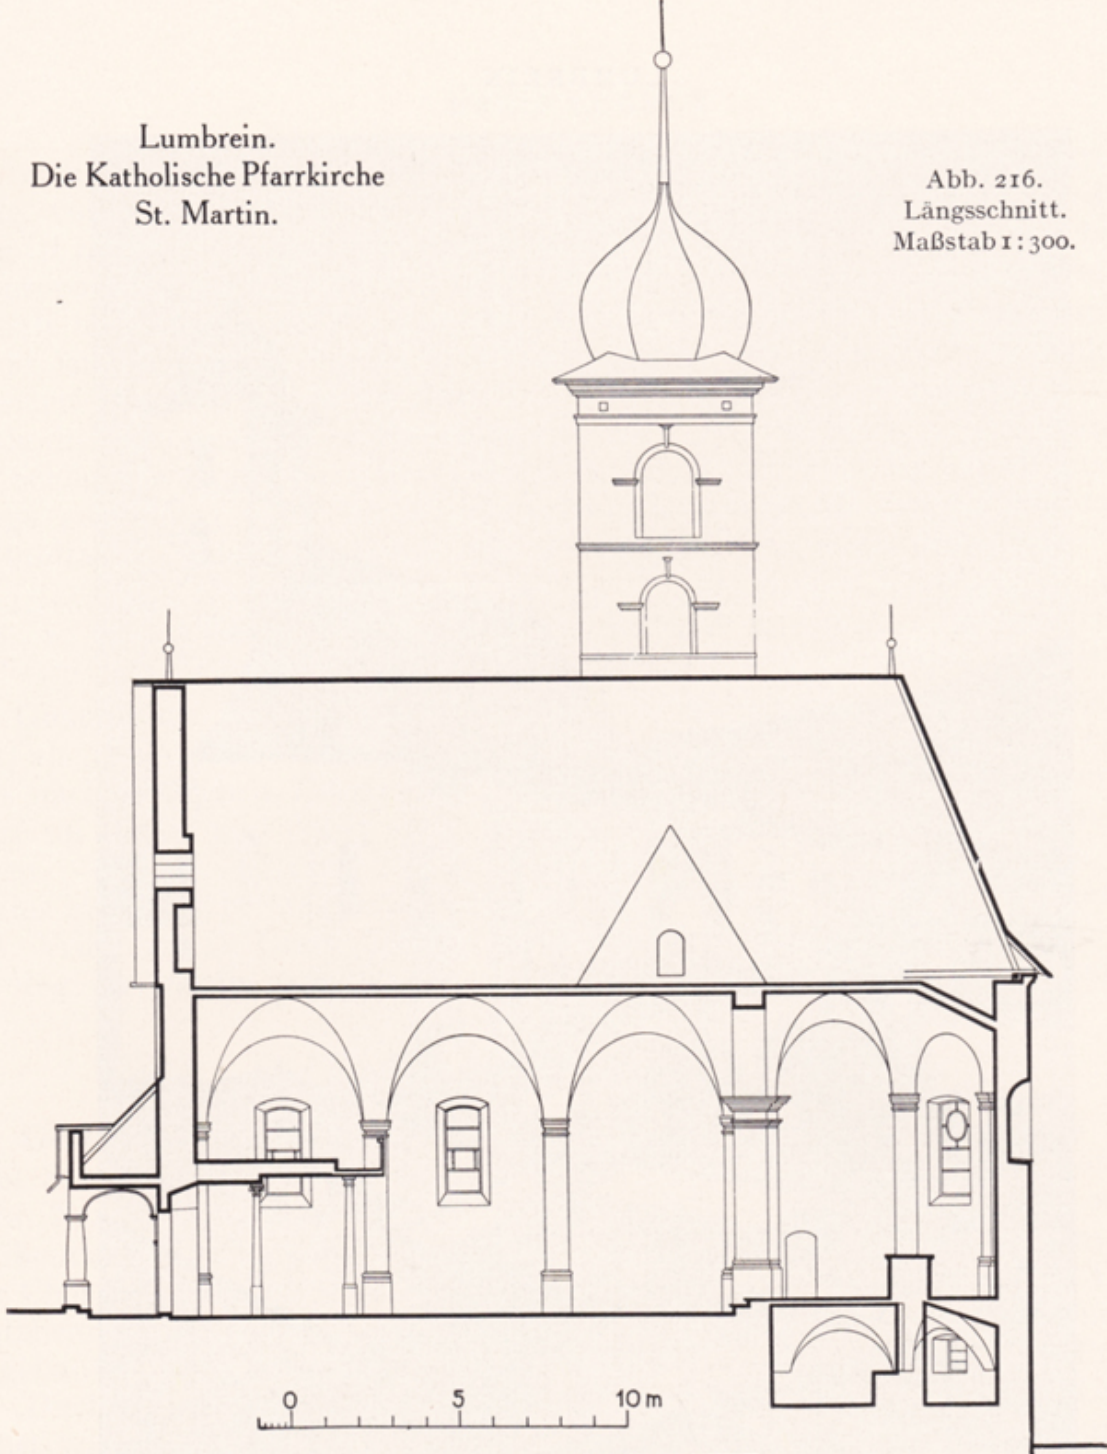 Lumbrein.
Die Katholische Pfarrkirche
St. Martin.
Abb. 216.
Längsschnitt.
Maßstab 1 : 300.
0 5 10 m